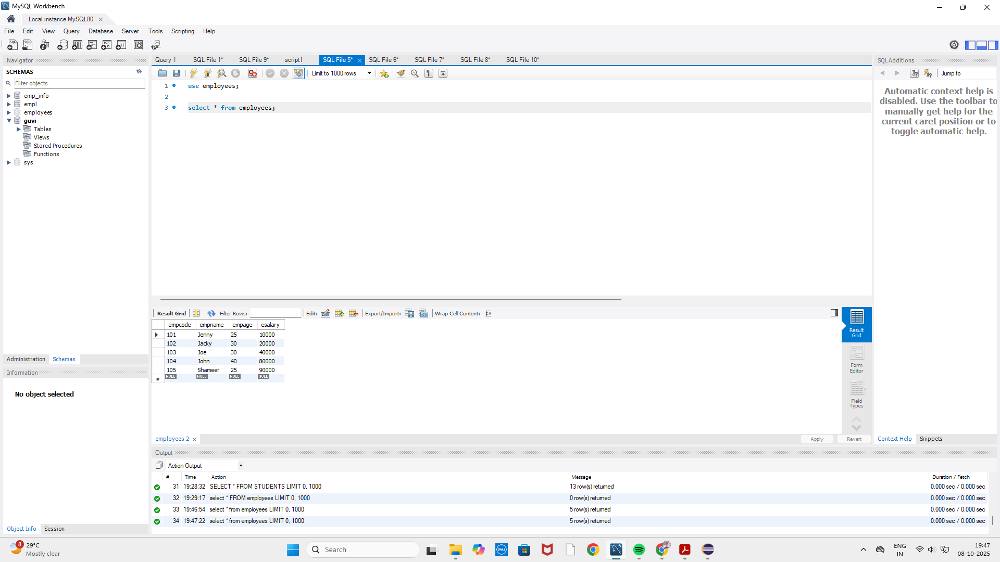 MySQL Workbench
Local instance MySQL80
File Edit View Query Database Server Tools Scripting Help
Navigator
SCHEMAS
Filter objects
emp_info
empl
employees
guvi
Tables
Views
Stored Procedures
Functions
sys
Administration Schemas
Information
No object selected
Object Info Session
Query 1 SQL File 1* SQL File 9* script1 SQL File 5* SQL File 6* SQL File 7* SQL File 8* SQL File 10*
Limit to 1000 rows
1 use employees;
2
3 select * from employees;
Result Grid Filter Rows: Edit: Export/Import: Wrap Cell Content:
empcode empname empage esalary
101 Jenny 25 10000
102 Jacky 30 20000
103 Joe 30 40000
104 John 40 80000
105 Shameer 25 90000
NULL NULL NULL NULL
Result
Grid
Form
Editor
Field
Types
employees 2
Apply Revert
SQLAdditions
Jump to
Automatic context help is
disabled. Use the toolbar to
manually get help for the
current caret position or to
toggle automatic help.
Context Help Snippets
Output
Action Output
# Time Action Message Duration / Fetch
31 19:28:32 SELECT * FROM STUDENTS LIMIT 0, 1000 13 row(s) returned 0.000 sec / 0.000 sec
32 19:29:17 select * FROM employees LIMIT 0, 1000 0 row(s) returned 0.000 sec / 0.000 sec
33 19:46:54 select * from employees LIMIT 0, 1000 5 row(s) returned 0.000 sec / 0.000 sec
34 19:47:22 select * from employees LIMIT 0, 1000 5 row(s) returned 0.000 sec / 0.000 sec
8
29°C
Mostly clear
Search
DELL
ENG
IN
19:47
08-10-2025